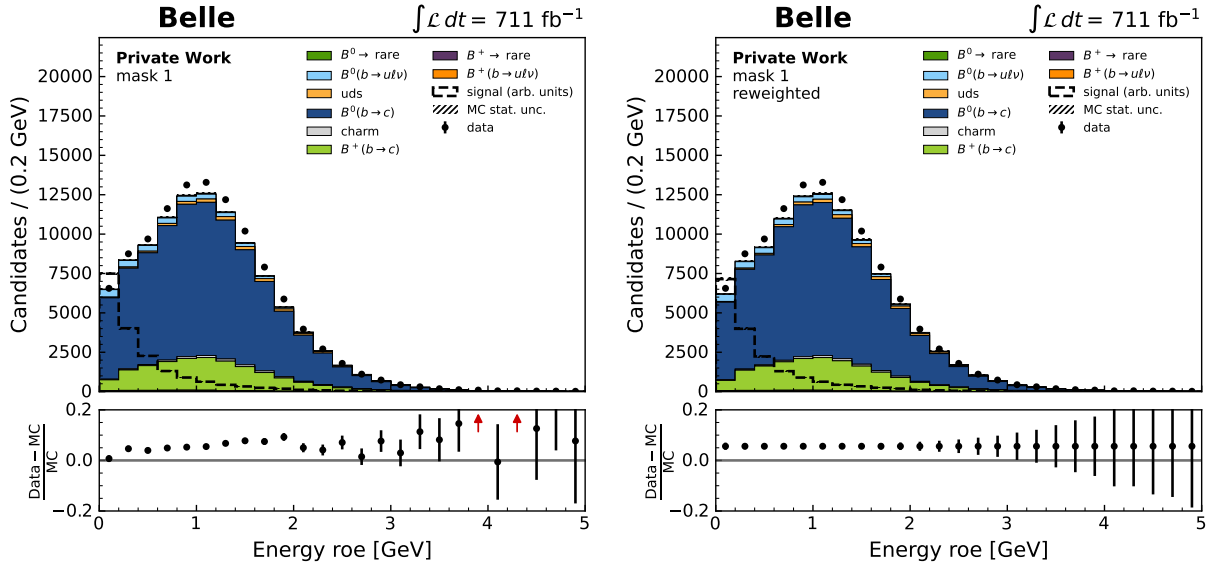 Belle
∫ℒ dt = 711 fb⁻¹
Private Work
mask 1
B⁰→ rare
B⁰(b→uℓν)
uds
B⁰(b→c)
charm
B⁺(b→c)
B⁺→ rare
B⁺(b→uℓν)
signal (arb. units)
MC stat. unc.
data
Candidates / (0.2 GeV)
20000
17500
15000
12500
10000
7500
5000
2500
0
Data − MC
MC
0.2
0.0
−0.2
0 1 2 3 4 5
Energy roe [GeV]
Belle
∫ℒ dt = 711 fb⁻¹
Private Work
mask 1
reweighted
B⁰→ rare
B⁰(b→uℓν)
uds
B⁰(b→c)
charm
B⁺(b→c)
B⁺→ rare
B⁺(b→uℓν)
signal (arb. units)
MC stat. unc.
data
Candidates / (0.2 GeV)
20000
17500
15000
12500
10000
7500
5000
2500
0
Data − MC
MC
0.2
0.0
−0.2
0 1 2 3 4 5
Energy roe [GeV]